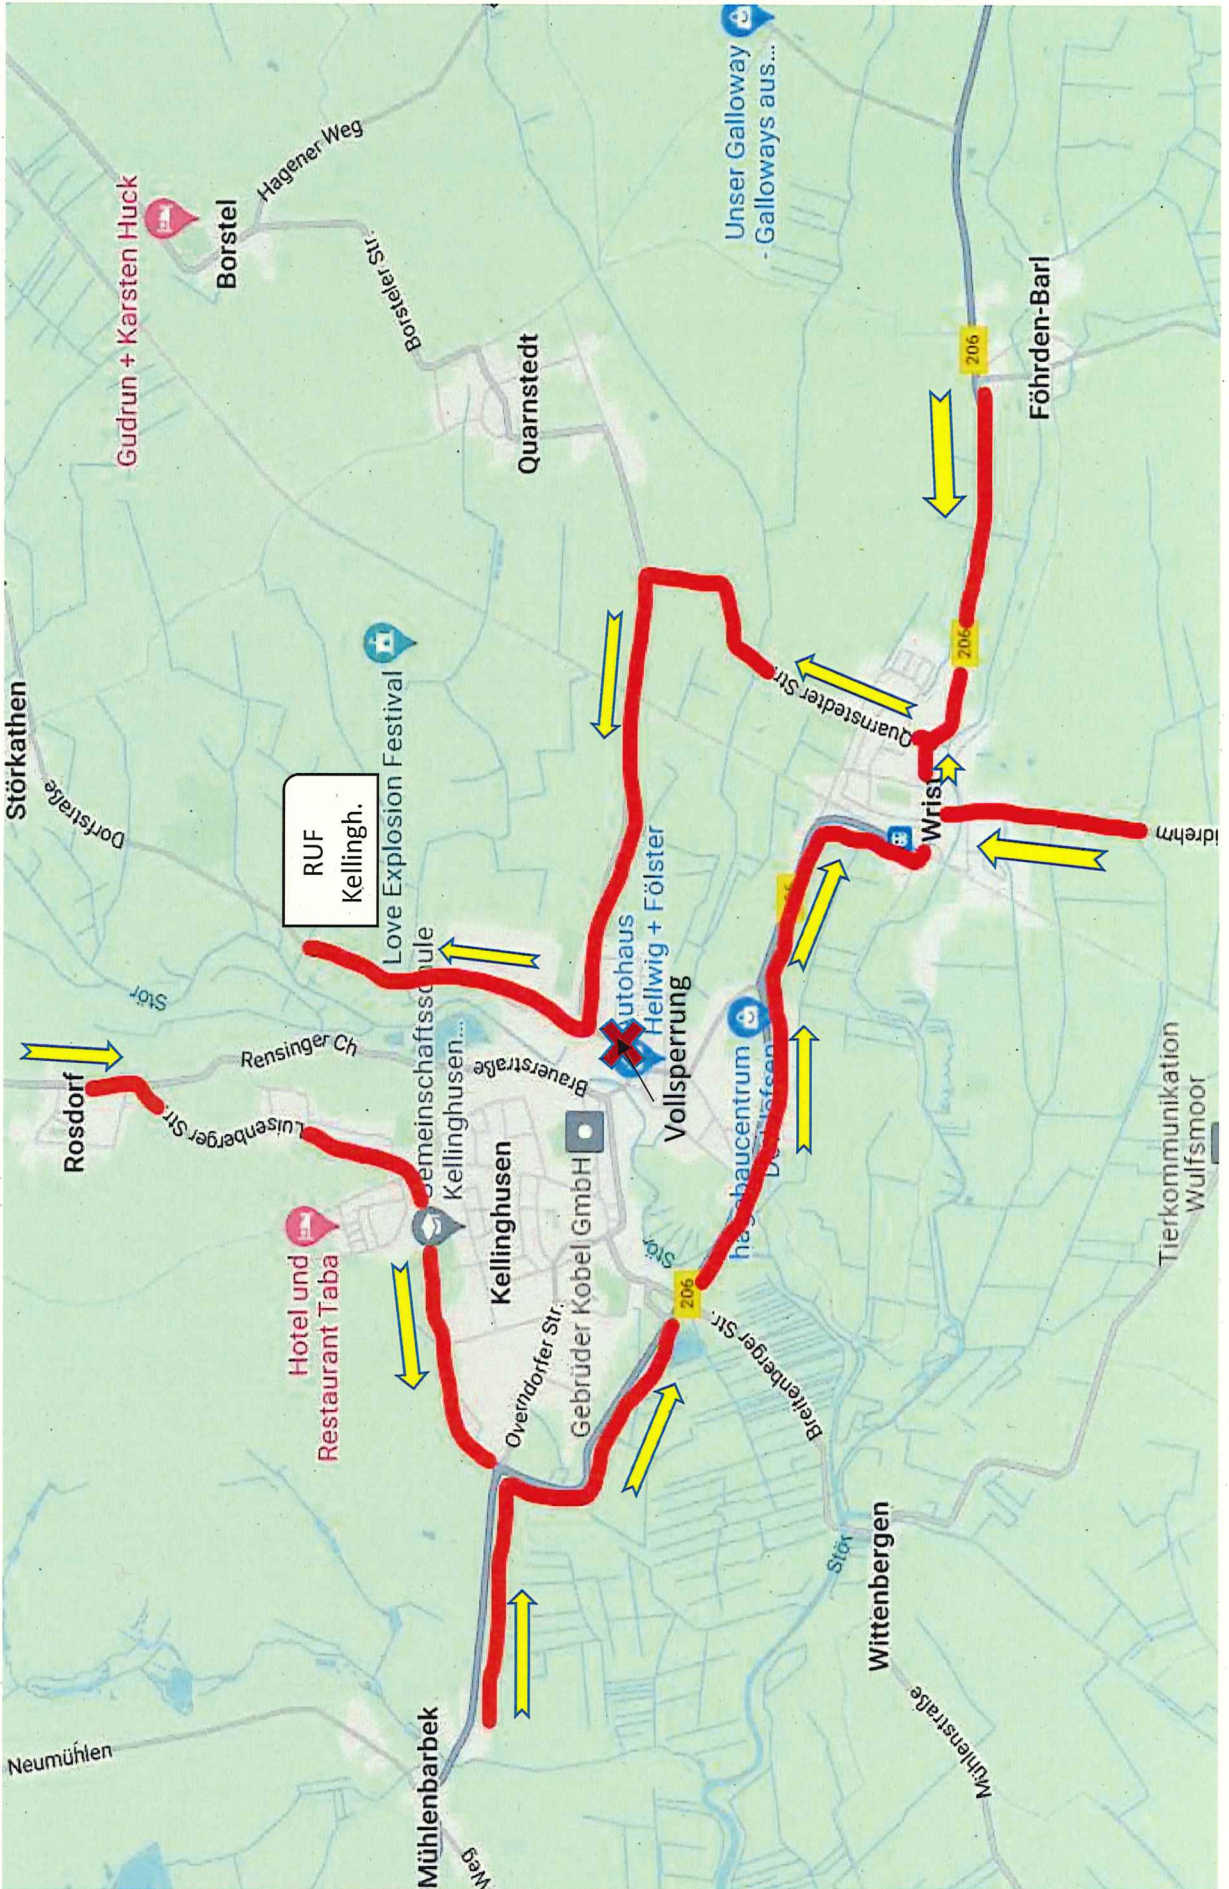 Störkathen
Dorfstraße
Gudrun + Karsten Huck
Borstel
Hagener Weg
Borsteler Str.
Quarnstedt
Unser Galloway
- Galloways aus...
206
Föhrden-Barl
206
Quarnstedter Str.
Wrist
RUF
Kellingh.
Love Explosion Festival
Stör
Rensinger Ch
Rosdorf
Luisenberger Str.
Gemeinschaftsschule
Kellinghusen...
Brauerstraße
Autohaus
Hellwig + Fölster
Vollsperrung
Hotel und
Restaurant Taba
Kellinghusen
Gebrüder Kobel GmbH
Overndorfer Str.
Stör
206
Breitenberger Str.
Tierkommunikation
Wulfsmoor
Wittenbergen
Stör
Mühlenstraße
Neumühlen
Mühlenbarbek
Weg